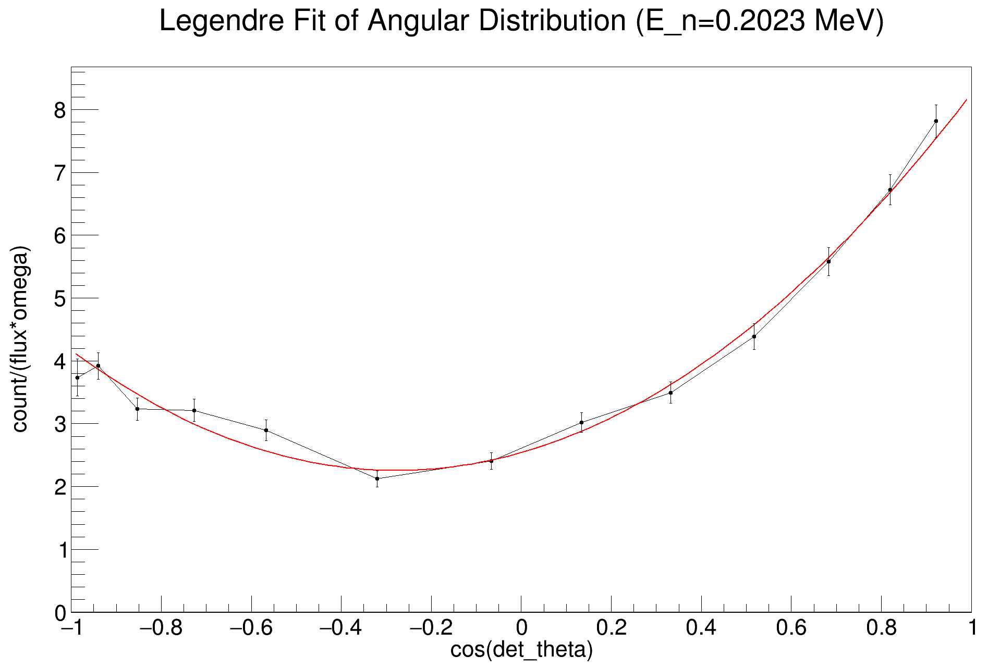 Legendre Fit of Angular Distribution (E_n=0.2023 MeV)
count/(flux*omega)
8
7
6
5
4
3
2
1
0
−1 −0.8 −0.6 −0.4 −0.2 0 0.2 0.4 0.6 0.8 1
cos(det_theta)